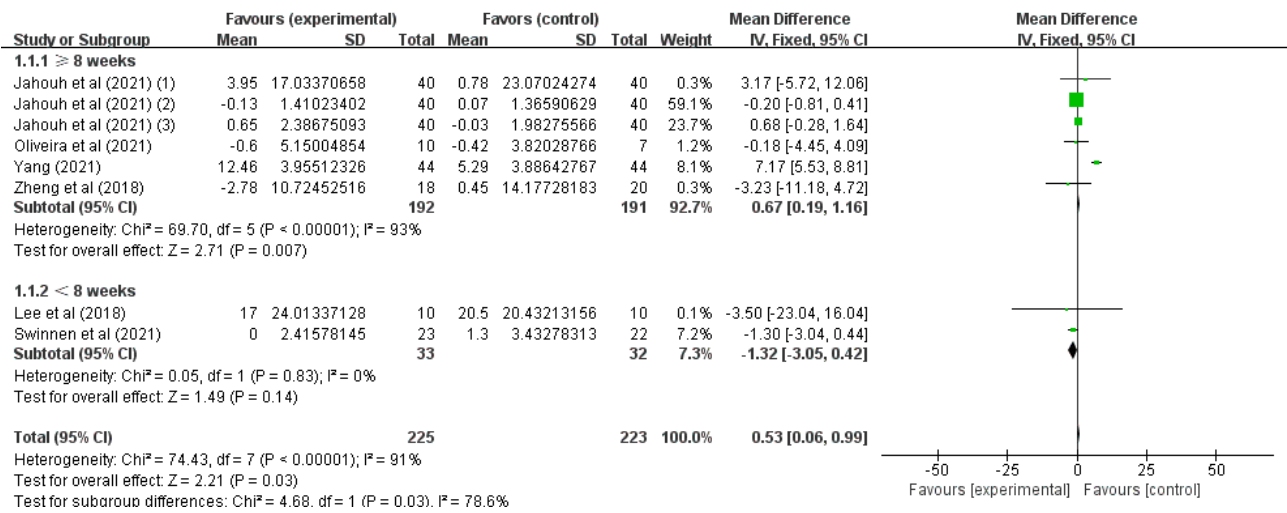 Favours (experimental) Favors (control) Mean Difference Mean Difference
Study or Subgroup Mean SD Total Mean SD Total Weight IV, Fixed, 95% CI IV, Fixed, 95% CI
1.1.1 ≥ 8 weeks
Jahouh et al (2021) (1) 3.95 17.03370658 40 0.78 23.07024274 40 0.3% 3.17 [-5.72, 12.06]
Jahouh et al (2021) (2) -0.13 1.41023402 40 0.07 1.36590629 40 59.1% -0.20 [-0.81, 0.41]
Jahouh et al (2021) (3) 0.65 2.38675093 40 -0.03 1.98275566 40 23.7% 0.68 [-0.28, 1.64]
Oliveira et al (2021) -0.6 5.15004854 10 -0.42 3.82028766 7 1.2% -0.18 [-4.45, 4.09]
Yang (2021) 12.46 3.95512326 44 5.29 3.88642767 44 8.1% 7.17 [5.53, 8.81]
Zheng et al (2018) -2.78 10.72452516 18 0.45 14.17728183 20 0.3% -3.23 [-11.18, 4.72]
Subtotal (95% CI) 192 191 92.7% 0.67 [0.19, 1.16]
Heterogeneity: Chi² = 69.70, df = 5 (P < 0.00001); I² = 93%
Test for overall effect: Z = 2.71 (P = 0.007)
1.1.2 < 8 weeks
Lee et al (2018) 17 24.01337128 10 20.5 20.43213156 10 0.1% -3.50 [-23.04, 16.04]
Swinnen et al (2021) 0 2.41578145 23 1.3 3.43278313 22 7.2% -1.30 [-3.04, 0.44]
Subtotal (95% CI) 33 32 7.3% -1.32 [-3.05, 0.42]
Heterogeneity: Chi² = 0.05, df = 1 (P = 0.83); I² = 0%
Test for overall effect: Z = 1.49 (P = 0.14)
Total (95% CI) 225 223 100.0% 0.53 [0.06, 0.99]
Heterogeneity: Chi² = 74.43, df = 7 (P < 0.00001); I² = 91%
Test for overall effect: Z = 2.21 (P = 0.03)
Test for subgroup differences: Chi² = 4.68, df = 1 (P = 0.03), I² = 78.6%
-50 -25 0 25 50
Favours [experimental] Favours [control]